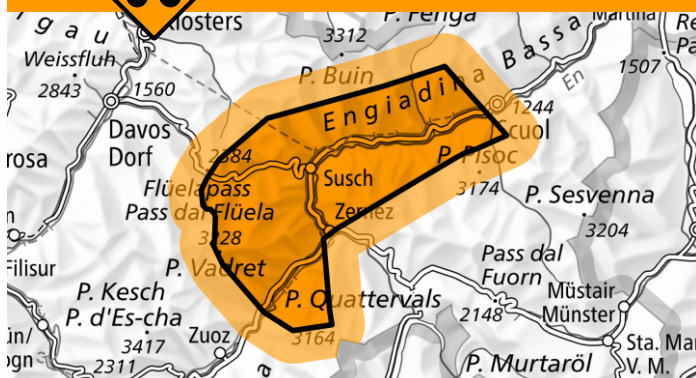 Klosters
P. Fenga
Martina
gau
3312
Bassa
Weissfluh
P. Buin
1507
2843
1560
Engiadina
En
1244
Davos
Dorf
Scuol
2384
P. Pisoc
rosa
Susch
Flüelapass
3174
P. Sesvenna
Pass dal Flüela
Zernez
3204
3228
Filisur
P. Vadret
Pass dal
Fuorn
P. Kesch
P. Quattervals
Müstair
P. d'Es-cha
2148
Münster
3417
Zuoz
3164
Sta. Mar
2311
P. Murtaröl
V. M.